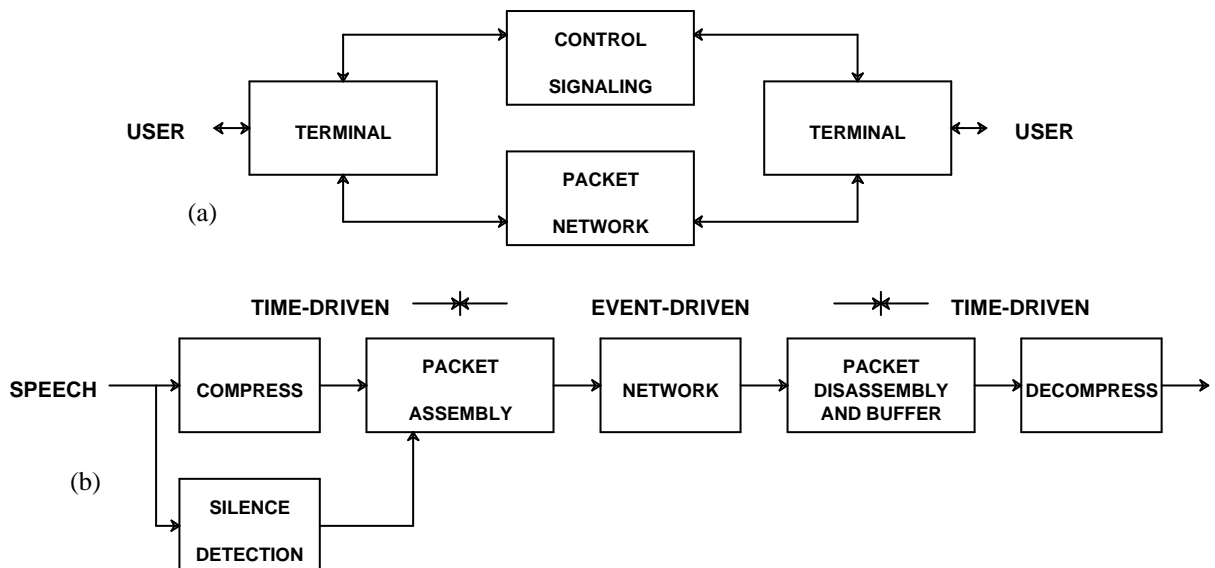 CONTROL
SIGNALING
USER
TERMINAL
TERMINAL
USER
PACKET
NETWORK
(a)
TIME-DRIVEN
EVENT-DRIVEN
TIME-DRIVEN
SPEECH
COMPRESS
PACKET
ASSEMBLY
NETWORK
PACKET
DISASSEMBLY
AND BUFFER
DECOMPRESS
(b)
SILENCE
DETECTION